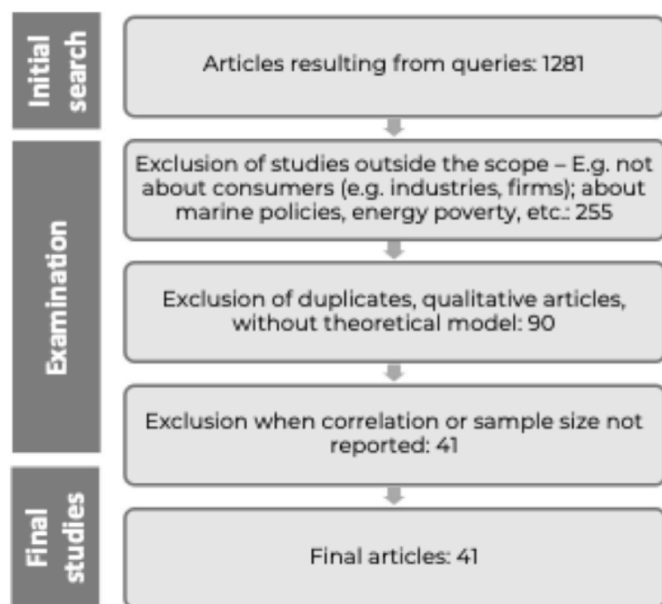 Initial
search
Articles resulting from queries: 1281
Examination
Exclusion of studies outside the scope – E.g. not
about consumers (e.g. industries, firms); about
marine policies, energy poverty, etc.: 255
Exclusion of duplicates, qualitative articles,
without theoretical model: 90
Exclusion when correlation or sample size not
reported: 41
Final
studies
Final articles: 41